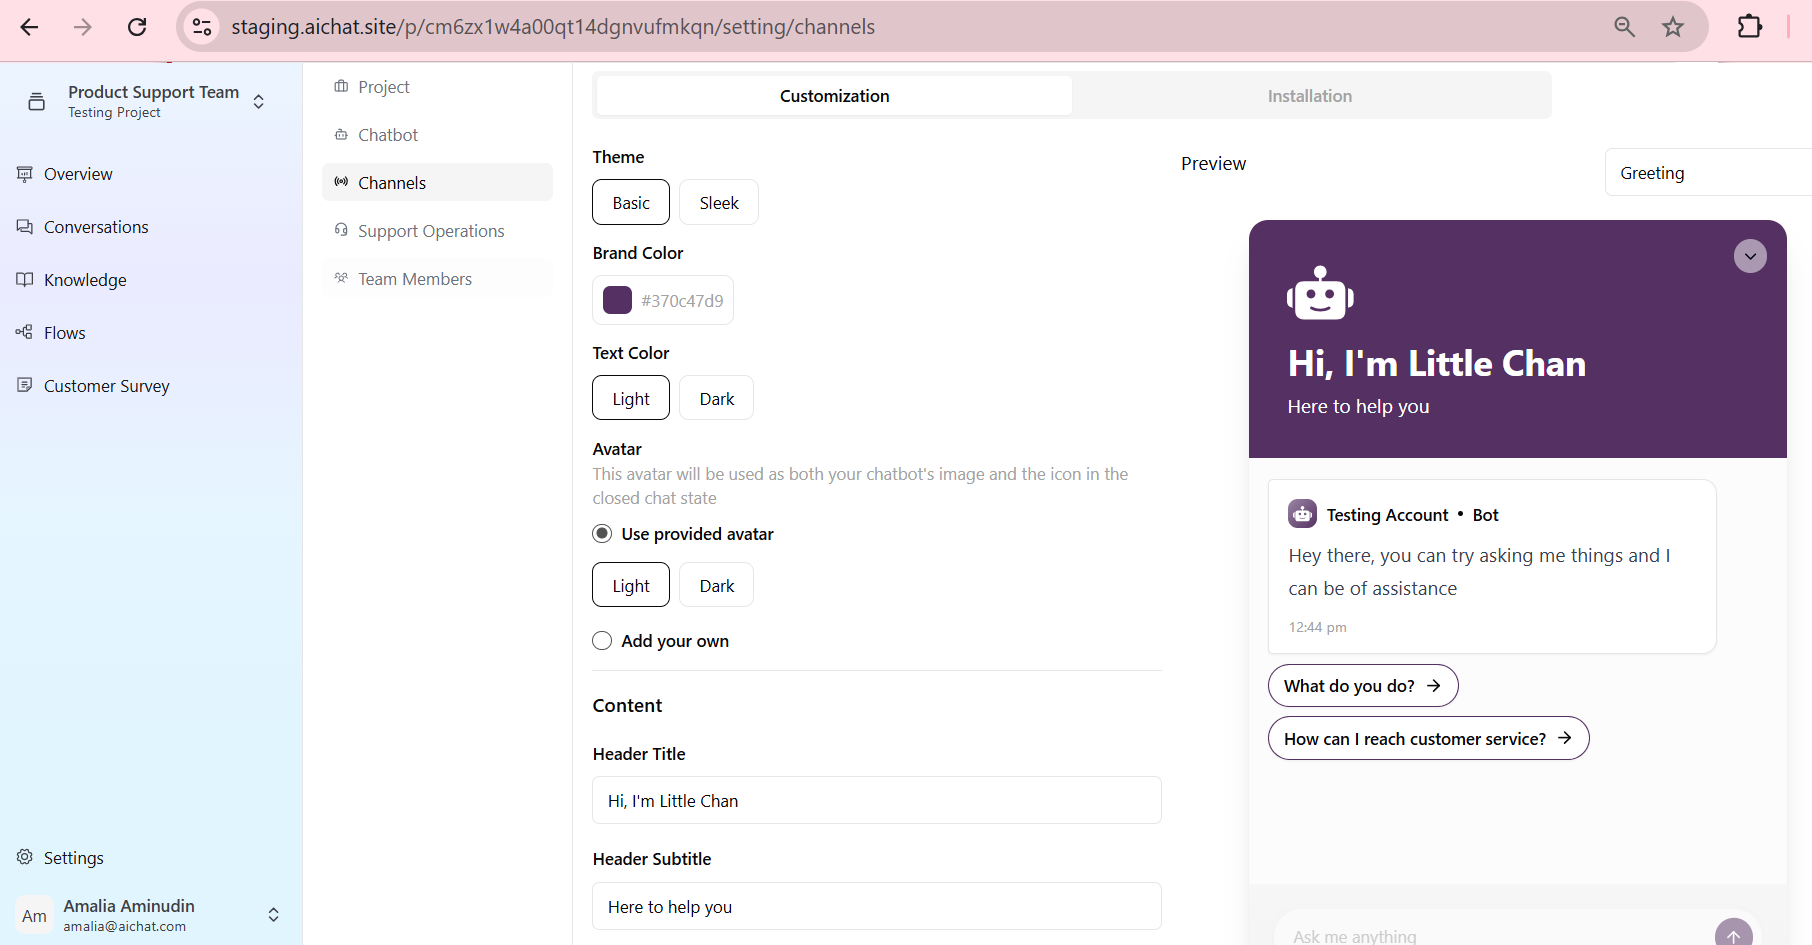 staging.aichat.site/p/cm6zx1w4a00qt14dgnvufmkqn/setting/channels
Product Support Team
Testing Project
Overview
Conversations
Knowledge
Flows
Customer Survey
Settings
Am
Amalia Aminudin
amalia@aichat.com
Project
Chatbot
Channels
Support Operations
Team Members
Customization
Installation
Theme
Basic
Sleek
Brand Color
#370c47d9
Text Color
Light
Dark
Avatar
This avatar will be used as both your chatbot's image and the icon in the
closed chat state
Use provided avatar
Light
Dark
Add your own
Content
Header Title
Hi, I'm Little Chan
Header Subtitle
Here to help you
Preview
Greeting
Hi, I'm Little Chan
Here to help you
Testing Account • Bot
Hey there, you can try asking me things and I
can be of assistance
12:44 pm
What do you do?
How can I reach customer service?
Ask me anything